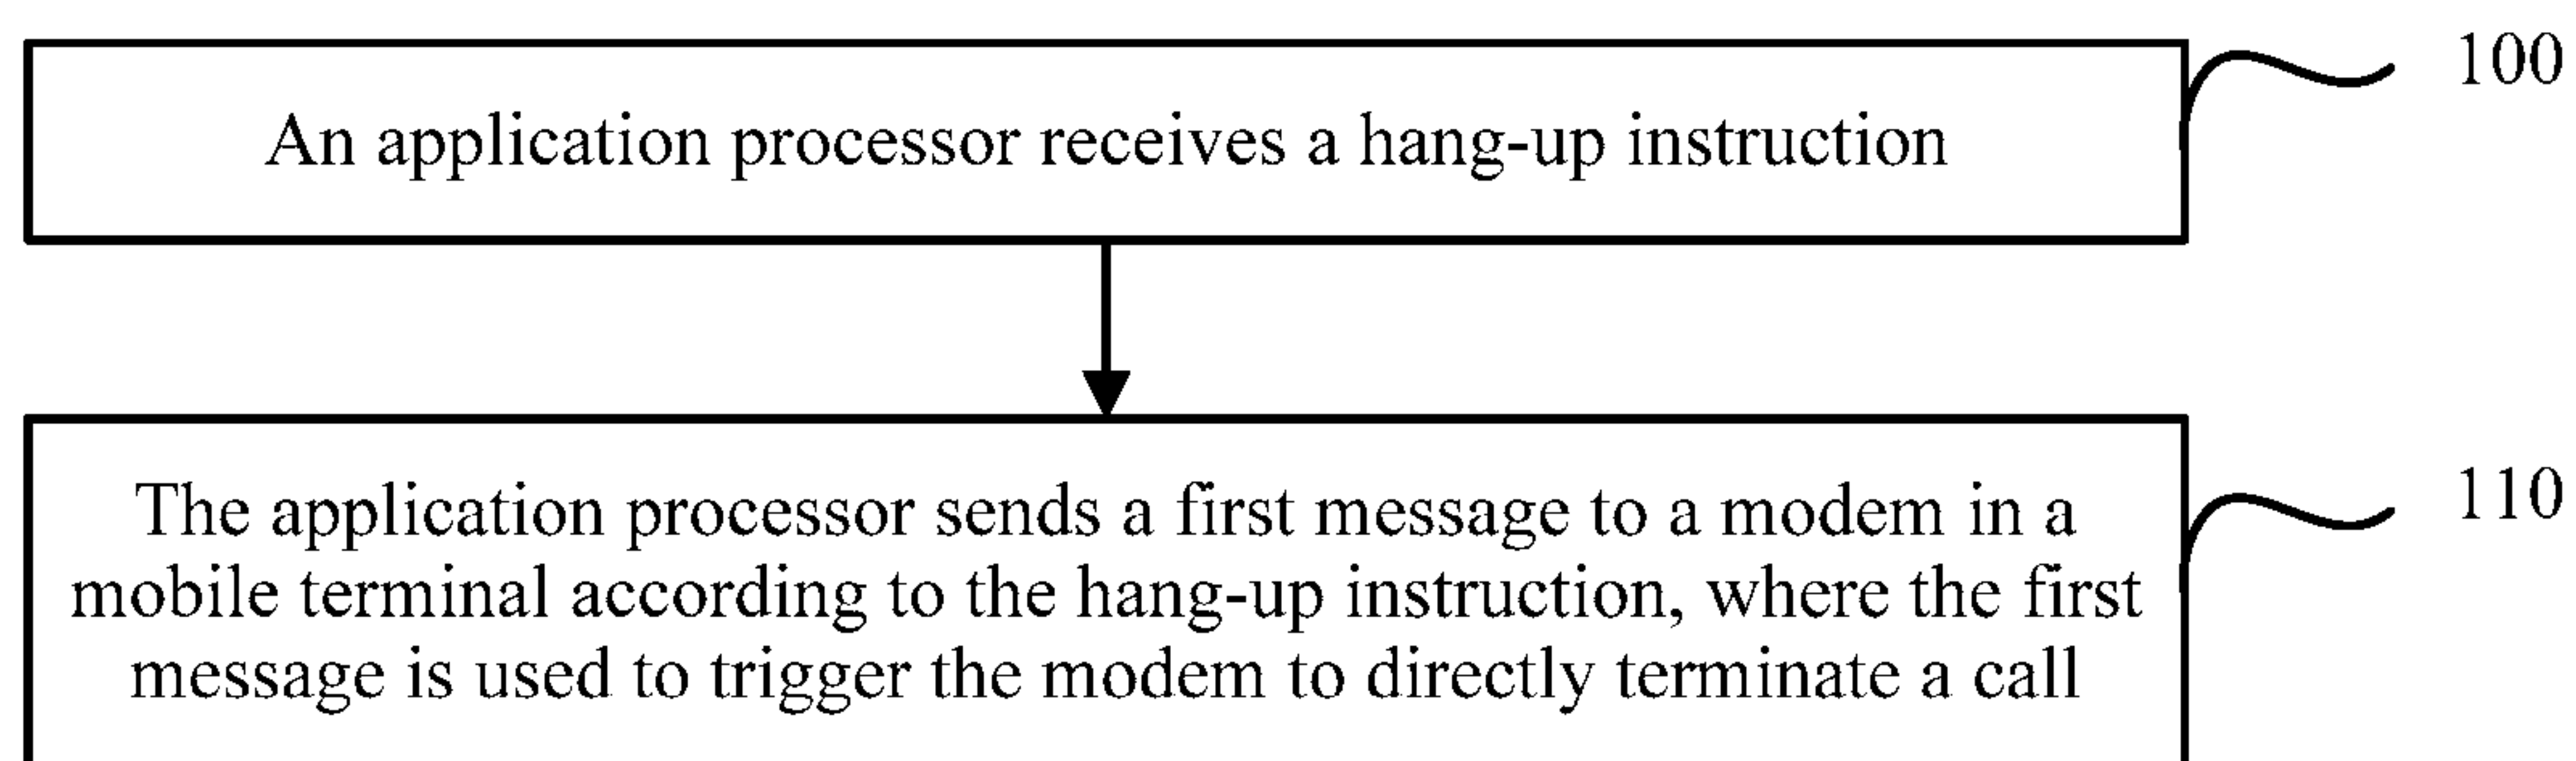 An application processor receives a hang-up instruction
100
The application processor sends a first message to a modem in a
mobile terminal according to the hang-up instruction, where the first
message is used to trigger the modem to directly terminate a call
110